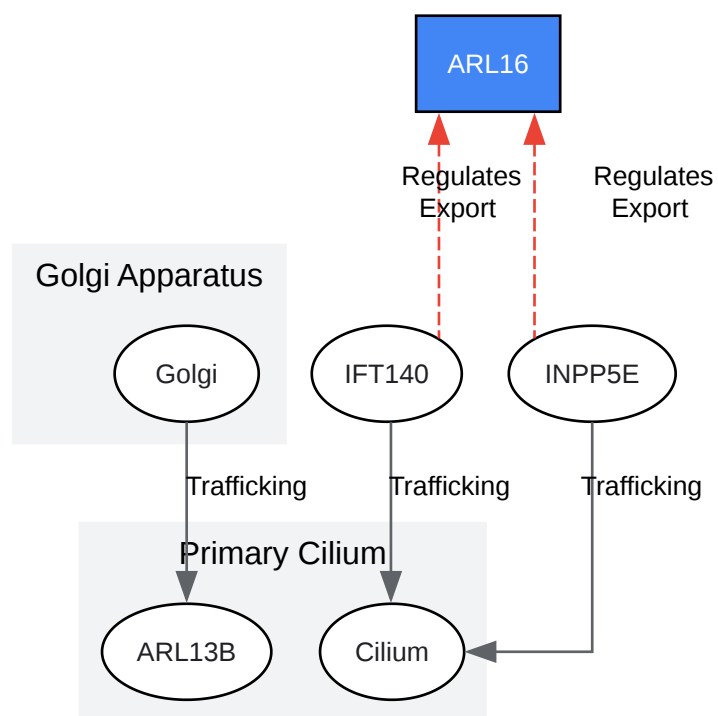 ARL16
Regulates
Export
Regulates
Export
Golgi Apparatus
Golgi
IFT140
INPP5E
Trafficking
Trafficking
Trafficking
Primary Cilium
ARL13B
Cilium